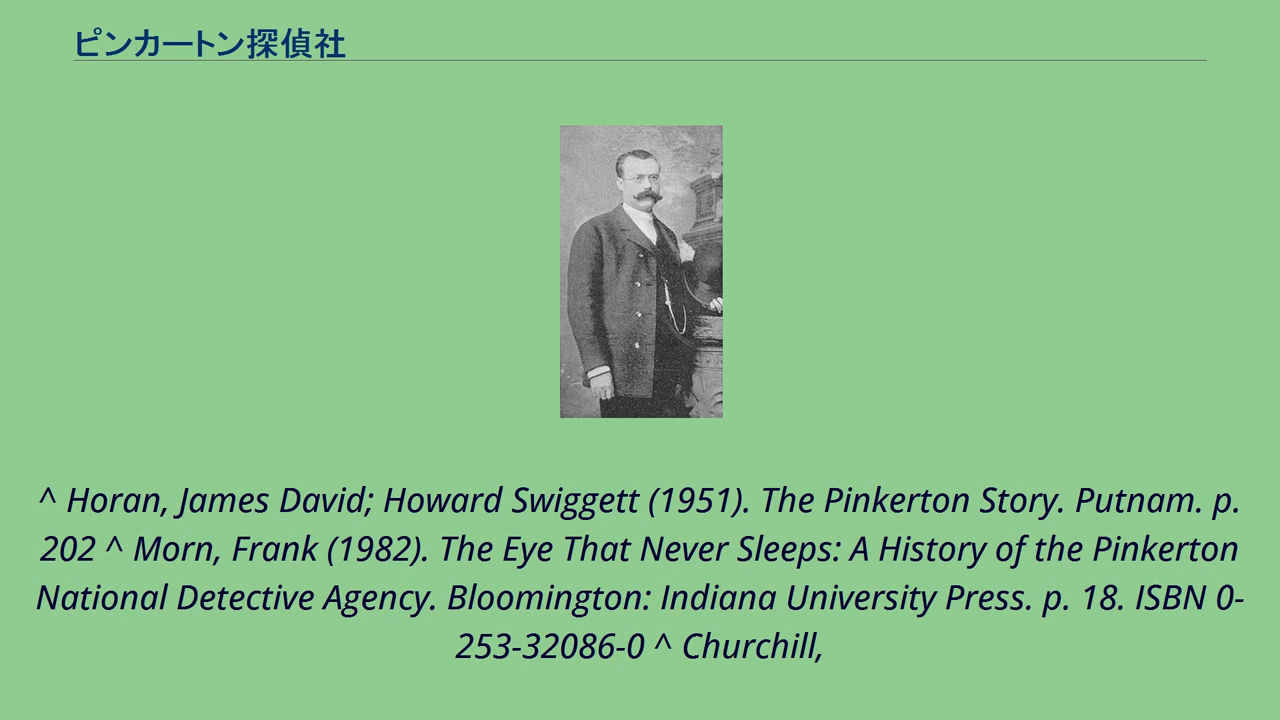 ピンカートン探偵社
^ Horan, James David; Howard Swiggett (1951). The Pinkerton Story. Putnam. p.
202 ^ Morn, Frank (1982). The Eye That Never Sleeps: A History of the Pinkerton
National Detective Agency. Bloomington: Indiana University Press. p. 18. ISBN 0-
253-32086-0 ^ Churchill,